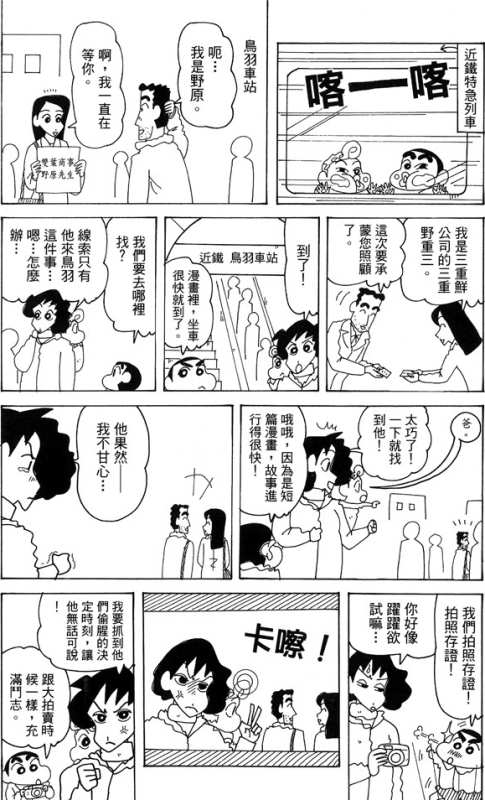 近鐵特急列車
喀一喀
鳥羽車站
呃…
我是野原。
啊，我一直在
等你。
雙葉商事
野原先生
我是三重鮮
公司的三重
野重三。
這次要承
蒙您照顧
了。
到了！
近鐵 鳥羽車站
漫畫裡，坐車
很快就到了。
我們要去哪裡
找？
線索只有
他來鳥羽
這件事…
嗯…怎麼
辦…
爸。
太巧了！
一下就找
到他！
哦哦，因為是短
篇漫畫，故事進
行得很快！
他果然──
我不甘心…
我們拍照存證！
拍照存證！
你好像
躍躍欲
試嘛…
卡嚓！
我要抓到他
們偷腥的決
定時刻，讓
他無話可說！
跟大拍賣時
候一樣，充
滿鬥志。